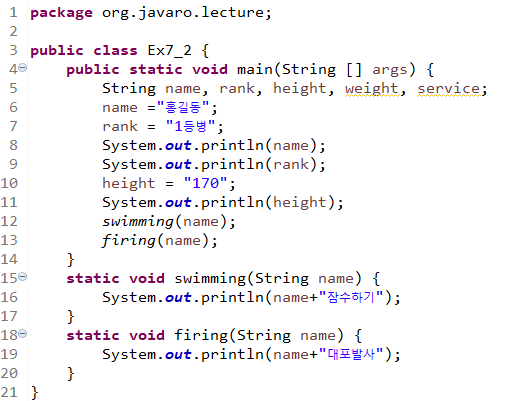 1 package org.javaro.lecture;
2
3 public class Ex7_2 {
4 public static void main(String [] args) {
5 String name, rank, height, weight, service;
6 name ="홍길동";
7 rank = "1등병";
8 System.out.println(name);
9 System.out.println(rank);
10 height = "170";
11 System.out.println(height);
12 swimming(name);
13 firing(name);
14 }
15 static void swimming(String name) {
16 System.out.println(name+"잠수하기");
17 }
18 static void firing(String name) {
19 System.out.println(name+"대포발사");
20 }
21 }